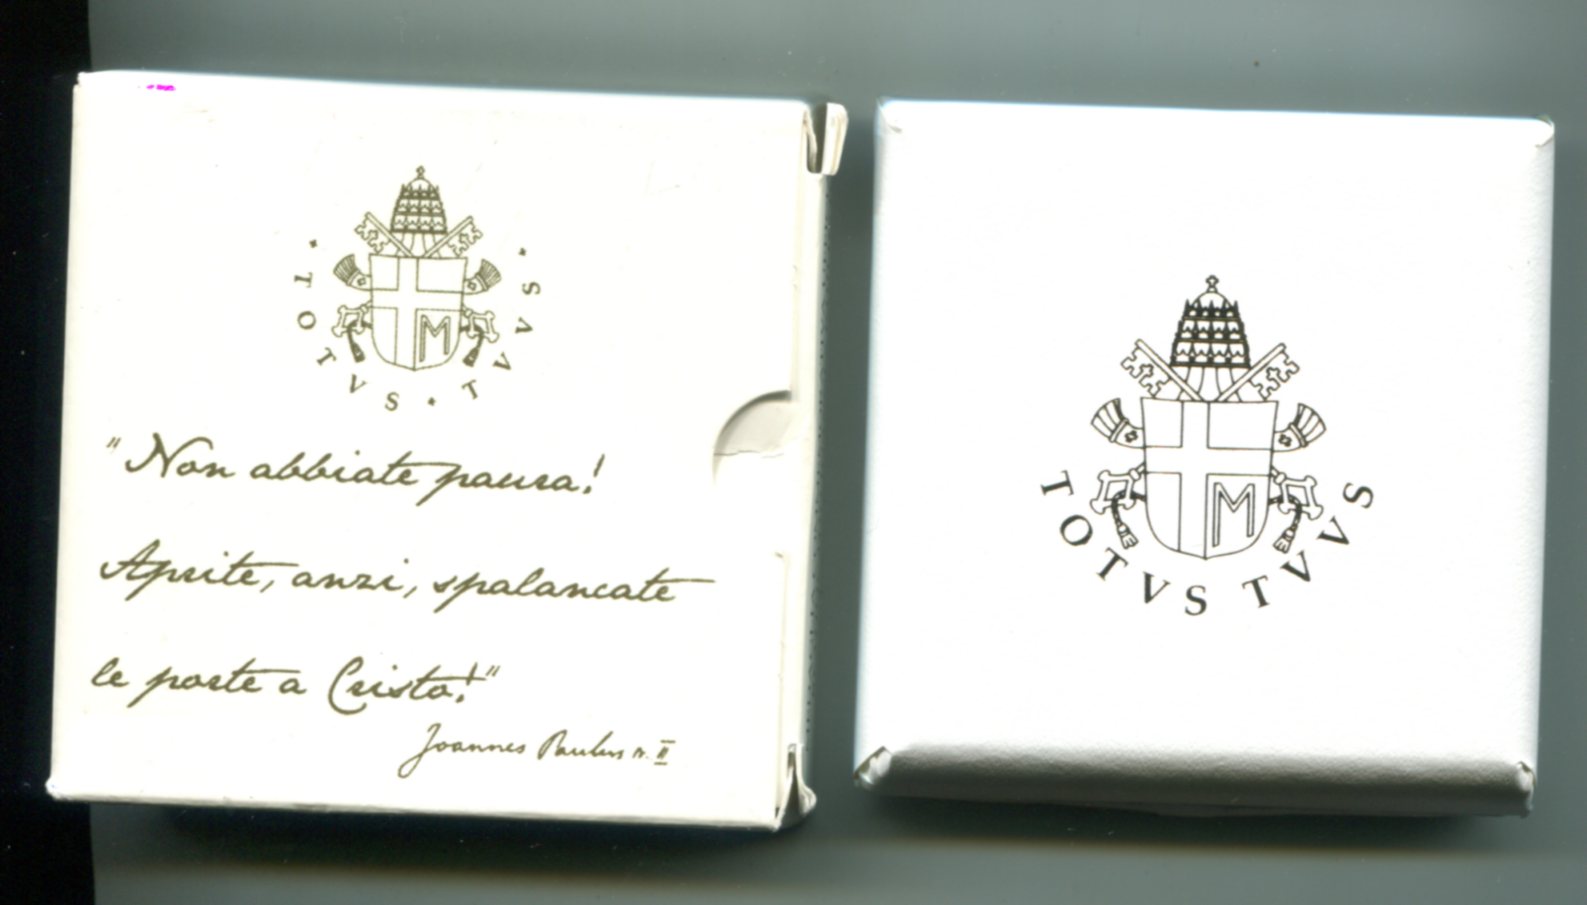 TOTVS • TVVS
"Non abbiate paura!
Aprite, anzi, spalancate
le porte a Cristo!"
Joannes Paulus pp. II
M
TOTVS TVVS
M